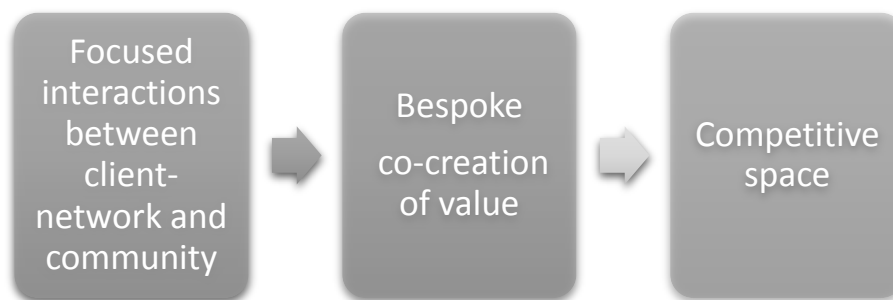 Focused
interactions
between
client-
network and
community
Bespoke
co-creation
of value
Competitive
space